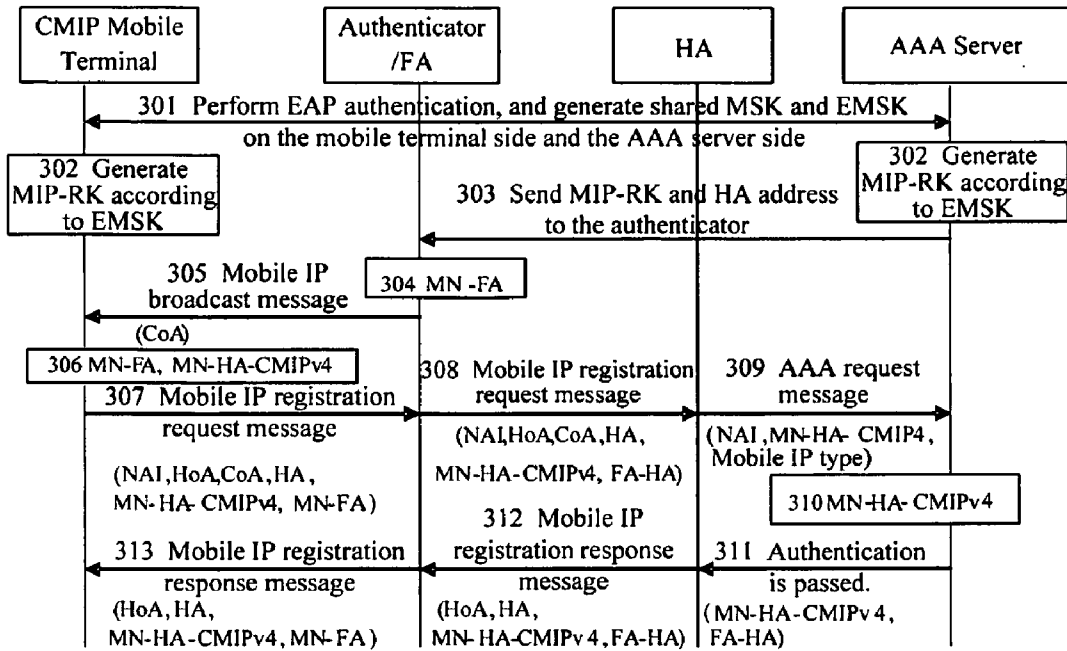 CMIP Mobile
Terminal
Authenticator
/FA
HA
AAA Server
301 Perform EAP authentication, and generate shared MSK and EMSK
on the mobile terminal side and the AAA server side
302 Generate
MIP-RK according
to EMSK
302 Generate
MIP-RK according
to EMSK
303 Send MIP-RK and HA address
to the authenticator
304 MN -FA
305 Mobile IP
broadcast message
(CoA)
306 MN-FA, MN-HA-CMIPv4
307 Mobile IP registration
request message
(NAI,HoA,CoA, HA,
MN-HA-CMIPv4, MN-FA)
308 Mobile IP registration
request message
(NAI,HoA,CoA, HA,
MN-HA-CMIPv4, FA-HA)
309 AAA request
message
(NAI,MN-HA- CMIP4,
Mobile IP type)
310 MN-HA-CMIPv4
311 Authentication
is passed.
(MN-HA-CMIPv4,
FA-HA)
312 Mobile IP
registration response
message
(HoA, HA,
MN-HA-CMIPv4, FA-HA)
313 Mobile IP registration
response message
(HoA, HA,
MN-HA-CMIPv4, MN-FA)